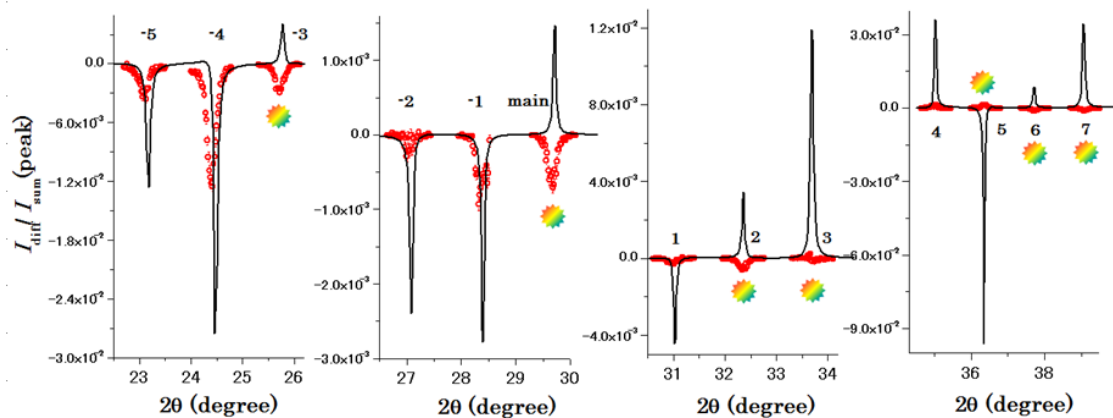 -5
-4
-3
0.0
-6.0x10⁻³
-1.2x10⁻²
-1.8x10⁻²
-2.4x10⁻²
-3.0x10⁻²
23
24
25
26
2θ (degree)
I_diff / I_sum (peak)
1.0x10⁻³
0.0
-1.0x10⁻³
-2.0x10⁻³
-3.0x10⁻³
-2
-1
main
27
28
29
30
2θ (degree)
1.2x10⁻²
8.0x10⁻³
4.0x10⁻³
0.0
-4.0x10⁻³
1
2
3
31
32
33
34
2θ (degree)
3.0x10⁻²
0.0
-3.0x10⁻²
-6.0x10⁻²
-9.0x10⁻²
4
5
6
7
36
38
2θ (degree)